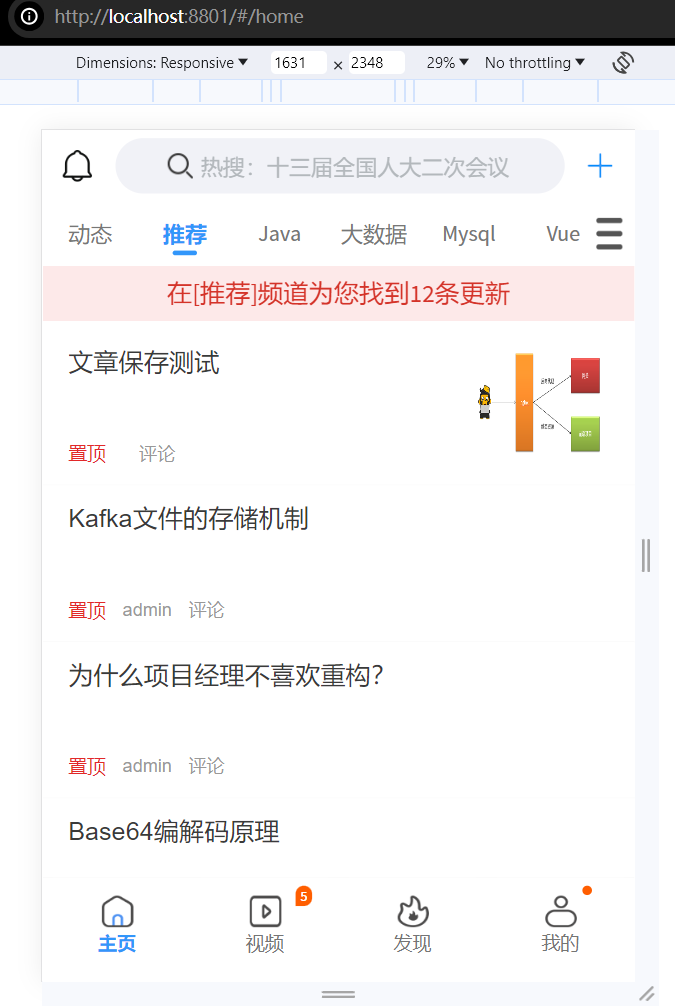 http://localhost:8801/#/home
Dimensions: Responsive ▼ 1631 × 2348 29% ▼ No throttling ▼
热搜：十三届全国人大二次会议
动态 推荐 Java 大数据 Mysql Vue
在[推荐]频道为您找到12条更新
文章保存测试
置顶 评论
Kafka文件的存储机制
置顶 admin 评论
为什么项目经理不喜欢重构?
置顶 admin 评论
Base64编解码原理
5
主页 视频 发现 我的